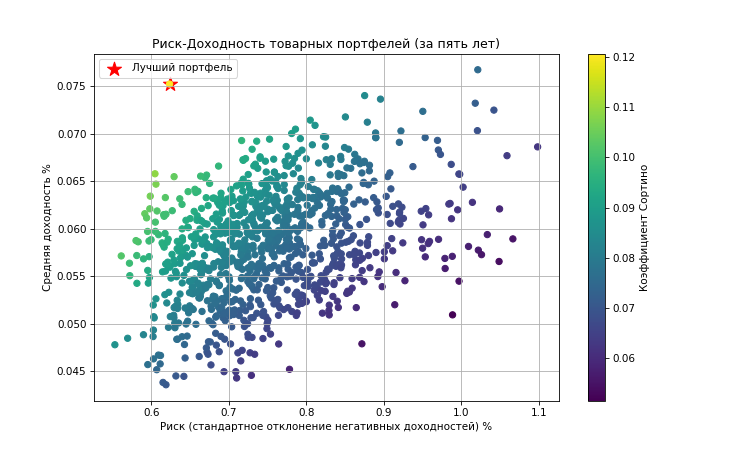 Риск-Доходность товарных портфелей (за пять лет)
Лучший портфель
Средняя доходность %
0.075
0.070
0.065
0.060
0.055
0.050
0.045
0.6 0.7 0.8 0.9 1.0 1.1
Риск (стандартное отклонение негативных доходностей) %
0.12
0.11
0.10
0.09
0.08
0.07
0.06
Коэффициент Сортино